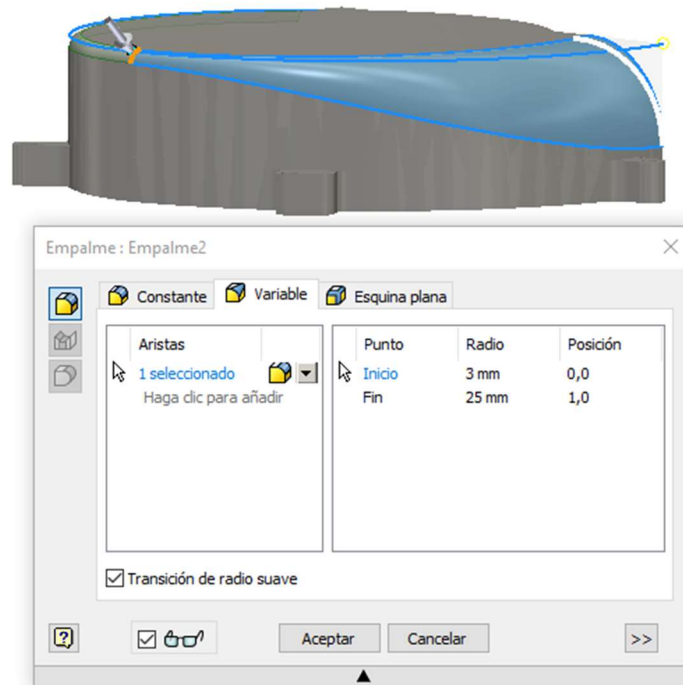 Empalme : Empalme2
Constante Variable Esquina plana
Aristas
1 seleccionado
Haga clic para añadir
Punto Radio Posición
Inicio 3 mm 0,0
Fin 25 mm 1,0
Transición de radio suave
Aceptar Cancelar >>